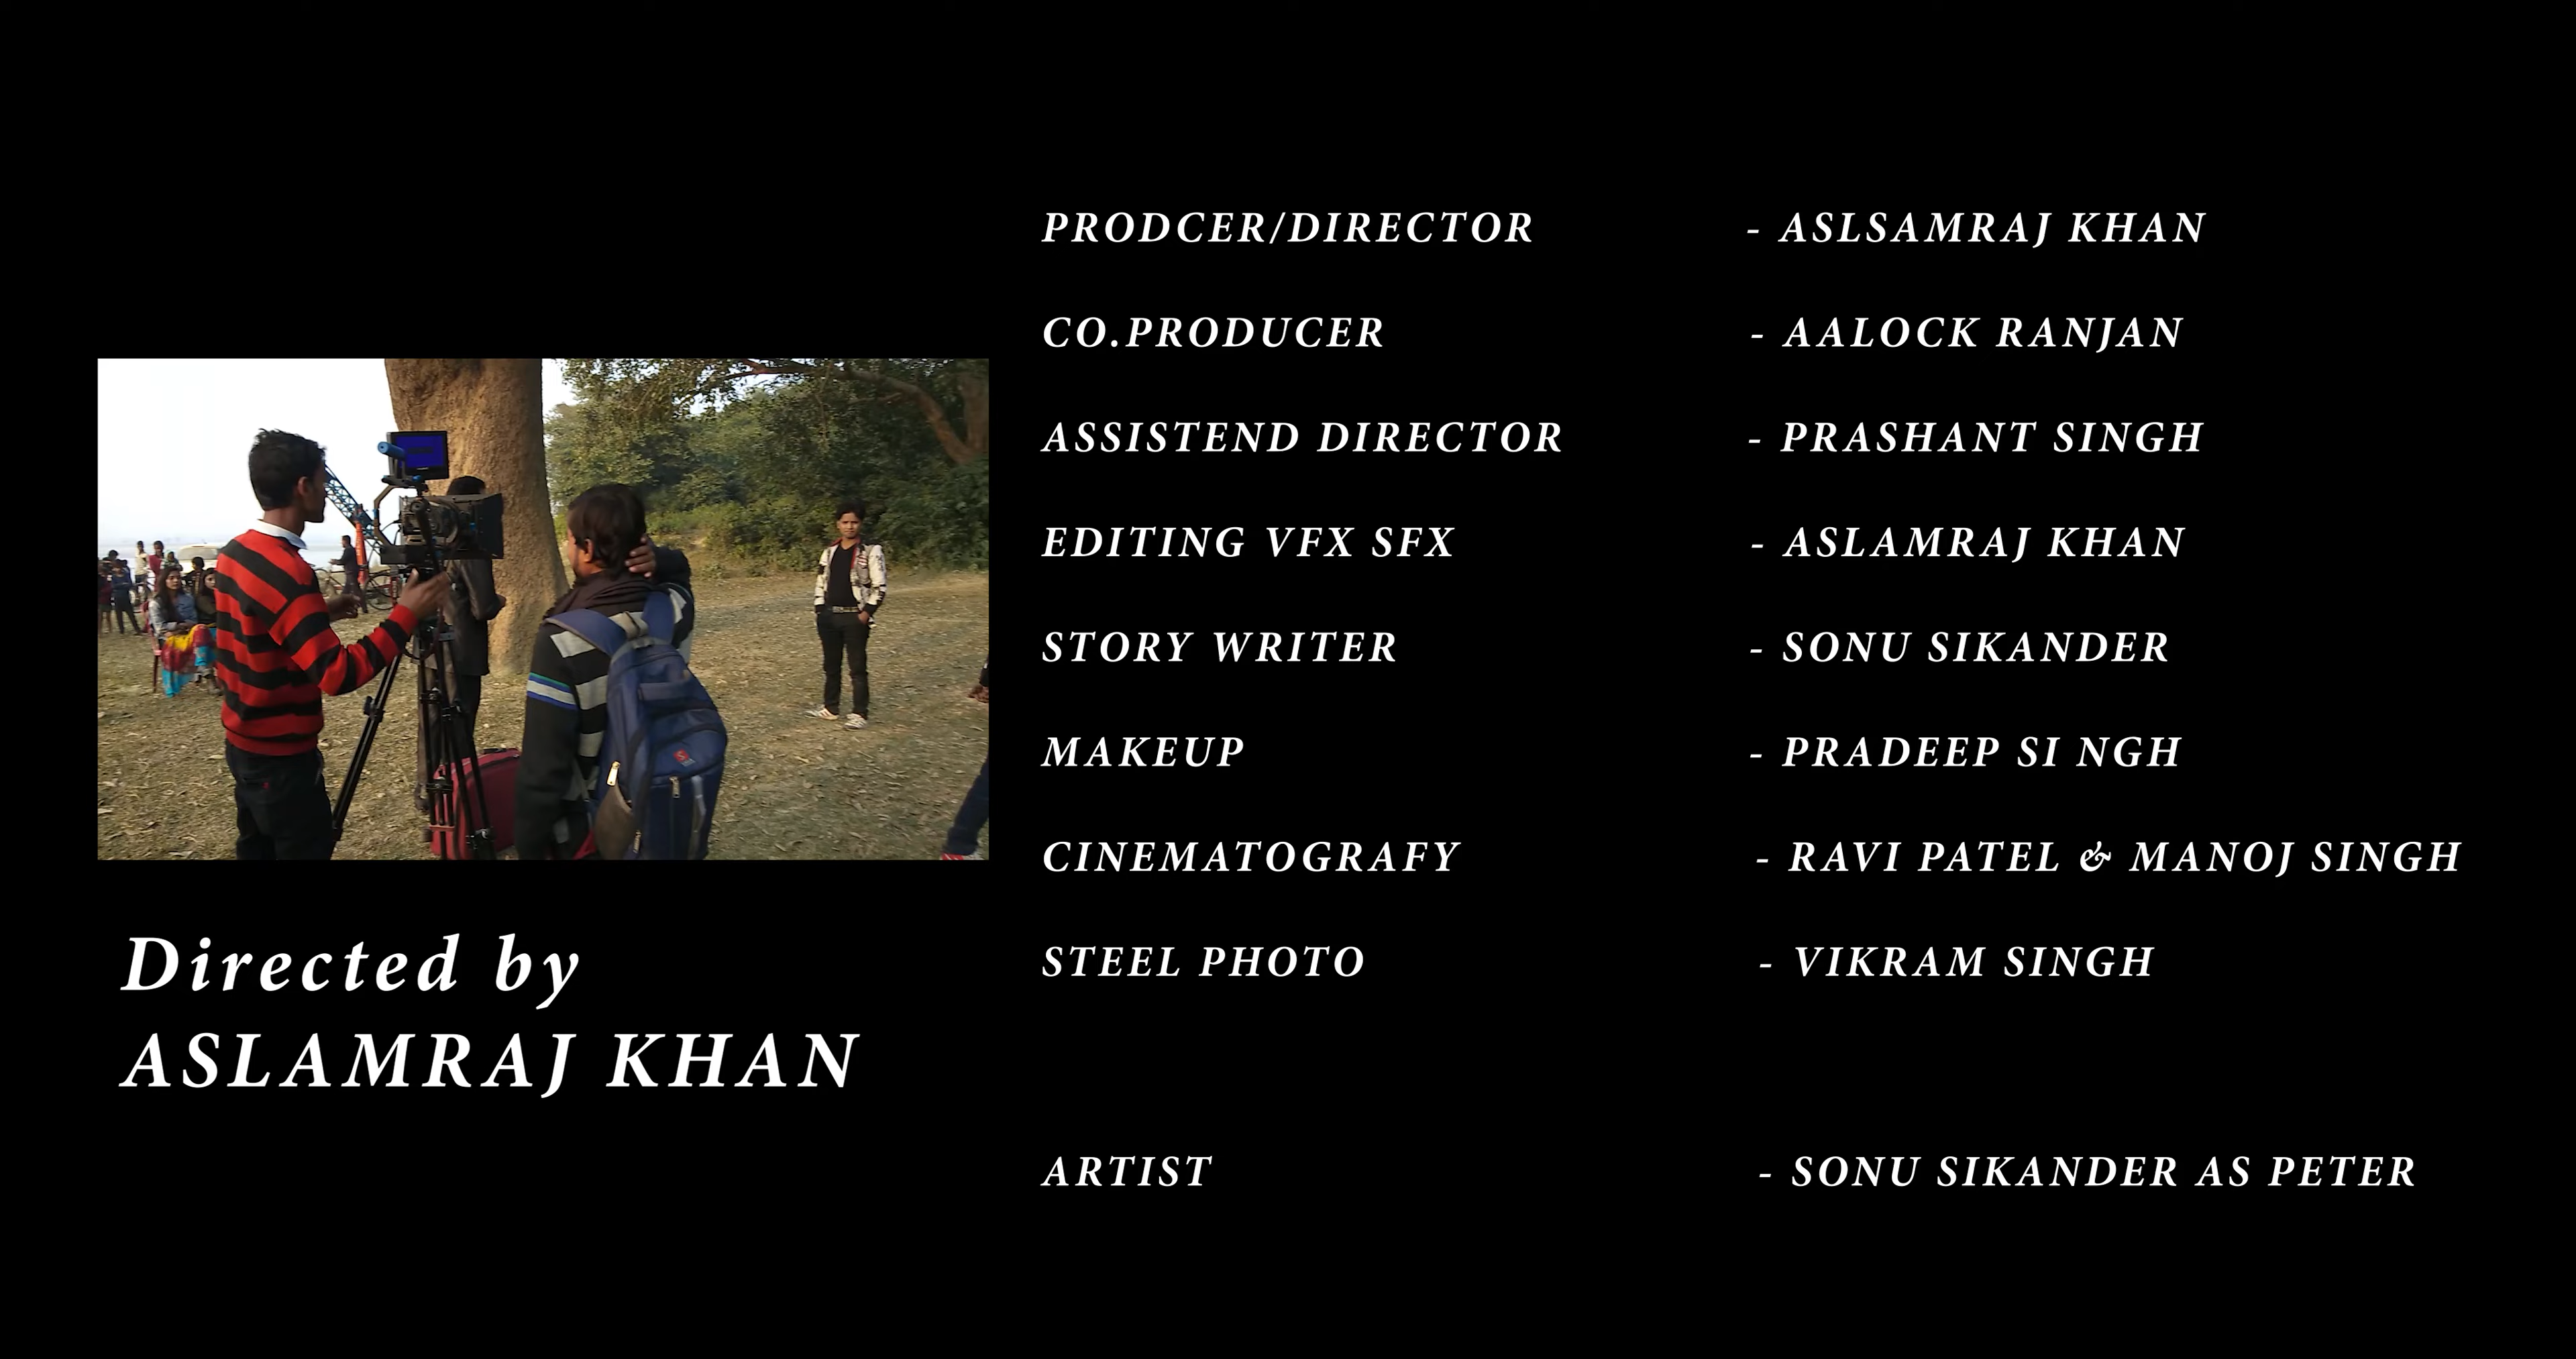 PRODCER/DIRECTOR - ASLSAMRAJ KHAN
CO.PRODUCER - AALOCK RANJAN
ASSISTEND DIRECTOR - PRASHANT SINGH
EDITING VFX SFX - ASLAMRAJ KHAN
STORY WRITER - SONU SIKANDER
MAKEUP - PRADEEP SI NGH
CINEMATOGRAFY - RAVI PATEL & MANOJ SINGH
STEEL PHOTO - VIKRAM SINGH
ARTIST - SONU SIKANDER AS PETER
Directed by
ASLAMRAJ KHAN